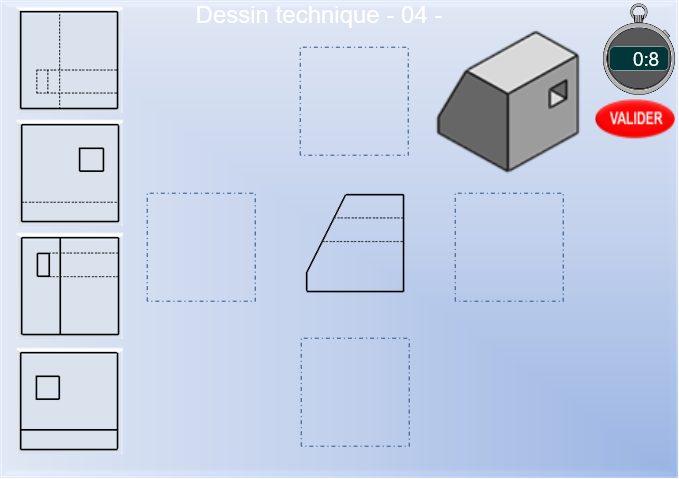 Dessin technique - 04 -
0:8
VALIDER